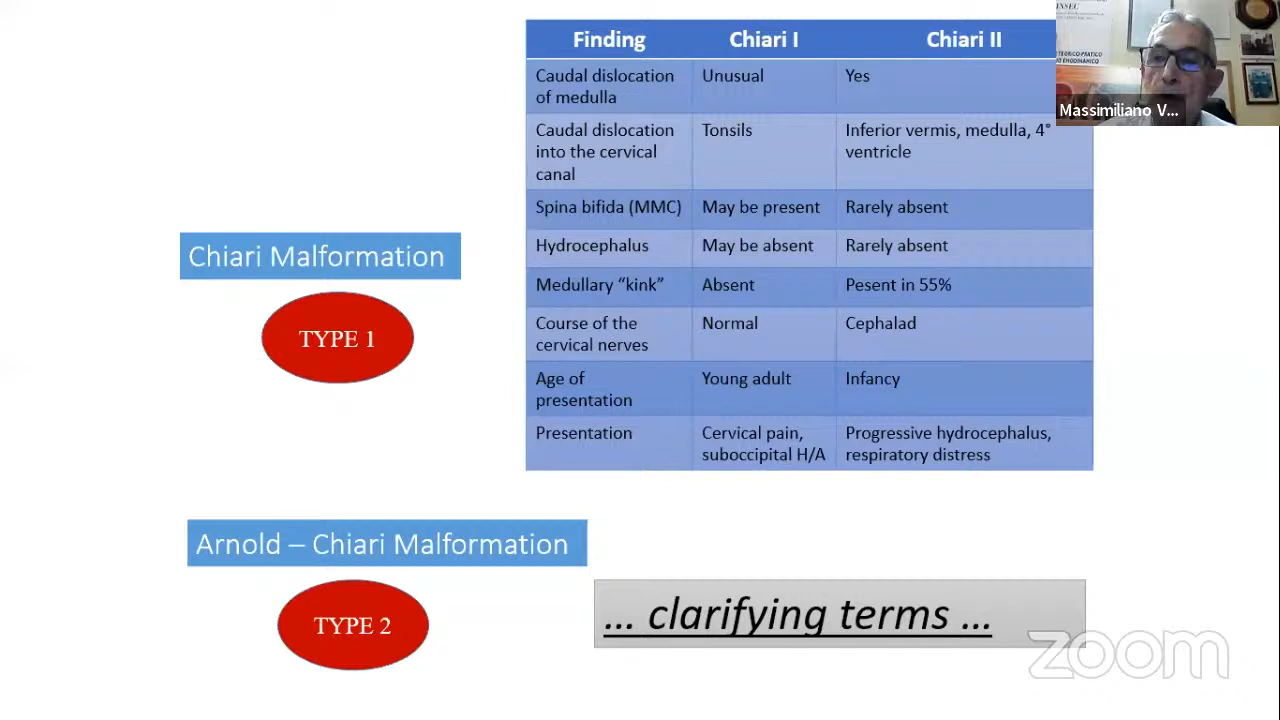 Finding Chiari I Chiari II
Caudal dislocation Unusual Yes
of medulla
Caudal dislocation Tonsils Inferior vermis, medulla, 4°
into the cervical ventricle
canal
Spina bifida (MMC) May be present Rarely absent
Hydrocephalus May be absent Rarely absent
Medullary “kink” Absent Pesent in 55%
Course of the Normal Cephalad
cervical nerves
Age of Young adult Infancy
presentation
Presentation Cervical pain, Progressive hydrocephalus,
suboccipital H/A respiratory distress
Chiari Malformation
TYPE 1
Arnold – Chiari Malformation
TYPE 2
... clarifying terms ...
zoom
Massimiliano V...